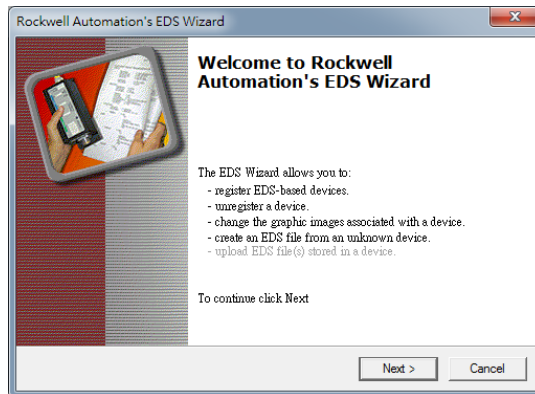 Rockwell Automation's EDS Wizard
Welcome to Rockwell
Automation's EDS Wizard
The EDS Wizard allows you to:
- register EDS-based devices.
- unregister a device.
- change the graphic images associated with a device.
- create an EDS file from an unknown device.
- upload EDS file(s) stored in a device.
To continue click Next
Next >
Cancel